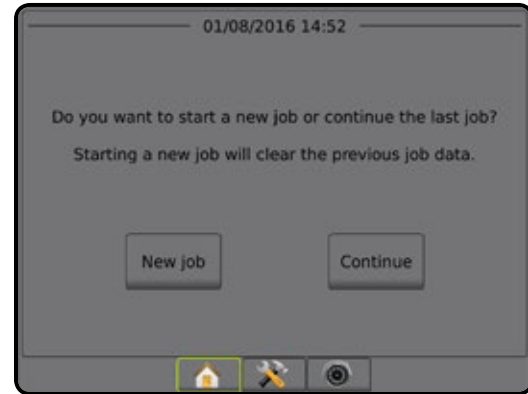 01/08/2016 14:52
Do you want to start a new job or continue the last job?
Starting a new job will clear the previous job data.
New job
Continue